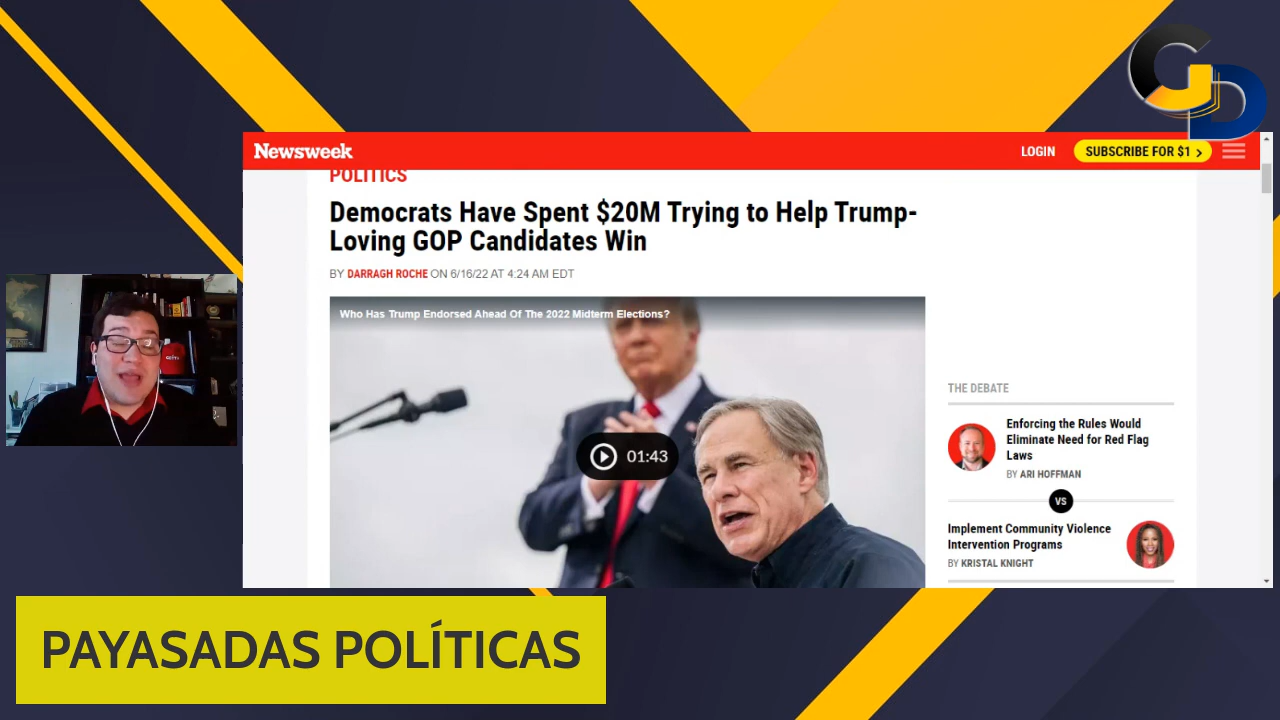 GD
Newsweek
LOGIN
SUBSCRIBE FOR $1 >
POLITICS
Democrats Have Spent $20M Trying to Help Trump-
Loving GOP Candidates Win
BY DARRAGH ROCHE ON 6/16/22 AT 4:24 AM EDT
Who Has Trump Endorsed Ahead Of The 2022 Midterm Elections?
01:43
THE DEBATE
Enforcing the Rules Would
Eliminate Need for Red Flag
Laws
BY ARI HOFFMAN
VS
Implement Community Violence
Intervention Programs
BY KRISTAL KNIGHT
PAYASADAS POLÍTICAS